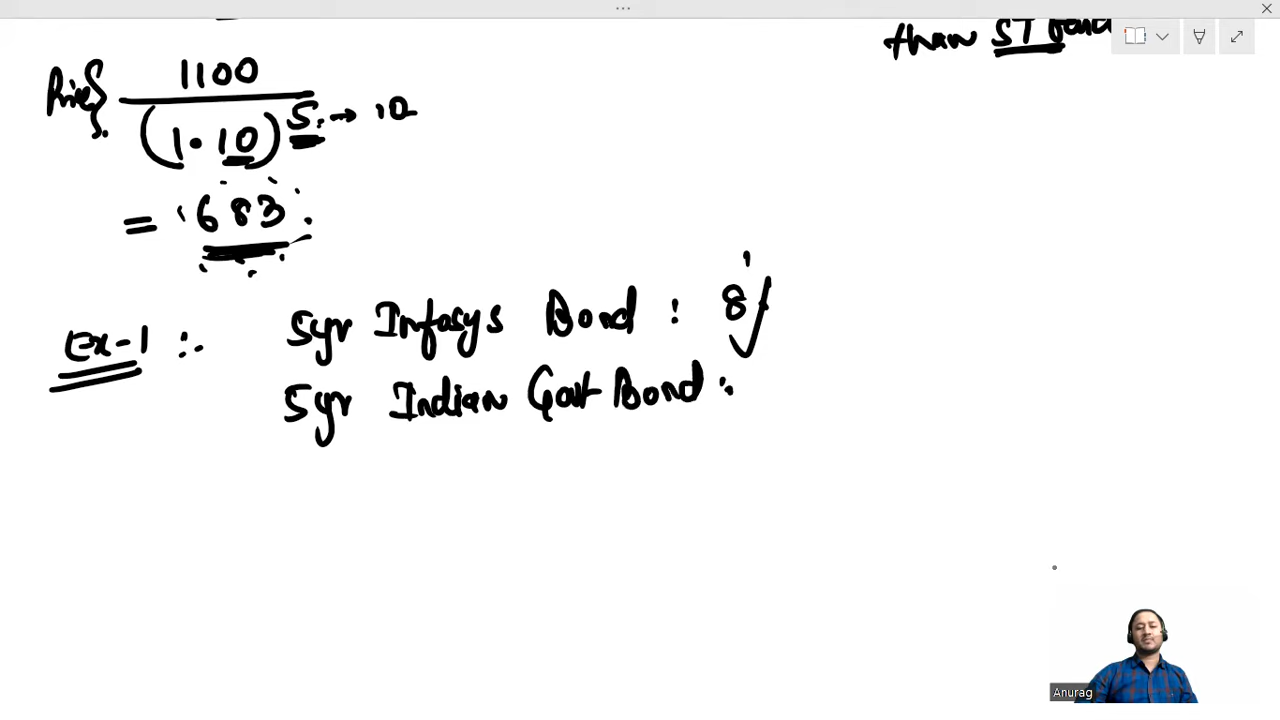 than ST
Price} 1100
(1.10)^5 → 10
= 683
Ex-1 :. 5yr Infosys Bond : 8%
5yr Indian Govt Bond :
Anurag